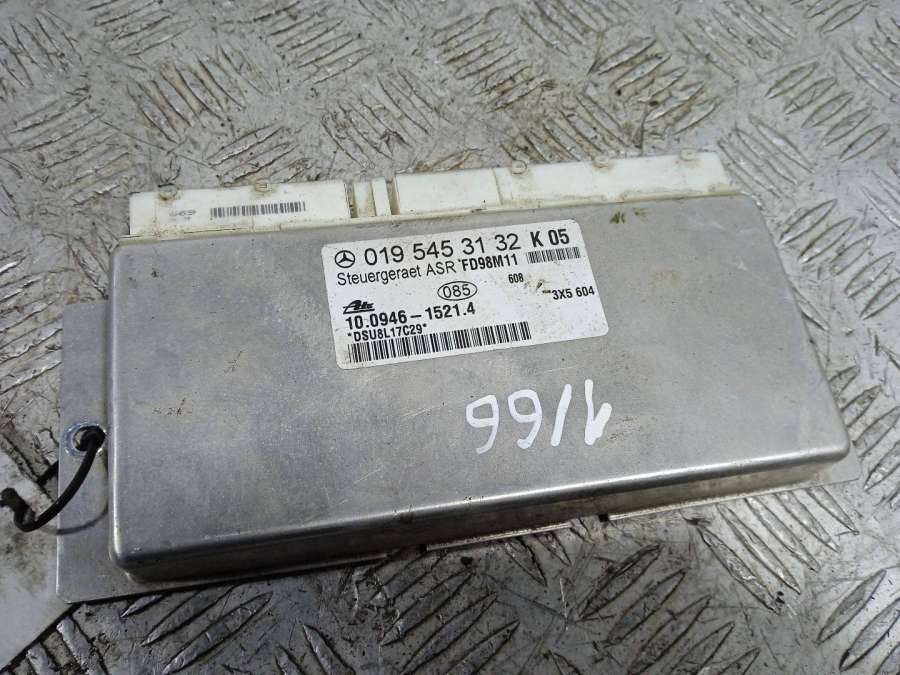 019 545 31 32 K 05
Steuergeraet ASR *FD98M11
608
085
3X5 604
Ate
10.0946-1521.4
*DSU8L17C29*
1/66